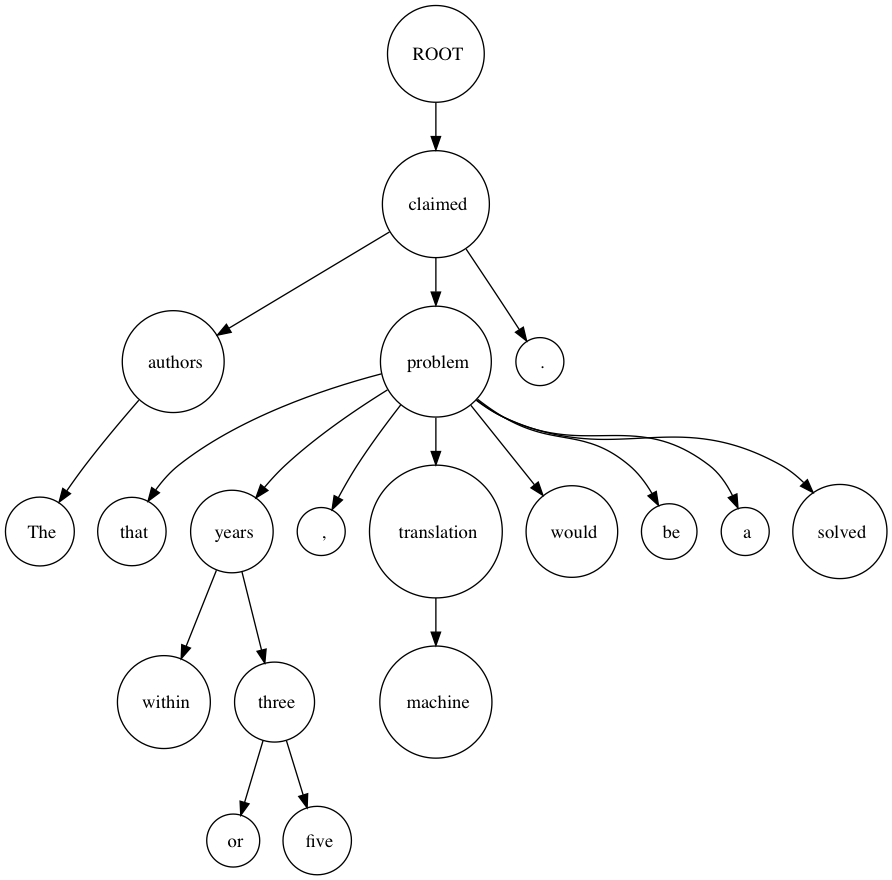 ROOT
claimed
authors
problem
.
The
that
years
,
translation
would
be
a
solved
within
three
machine
or
five